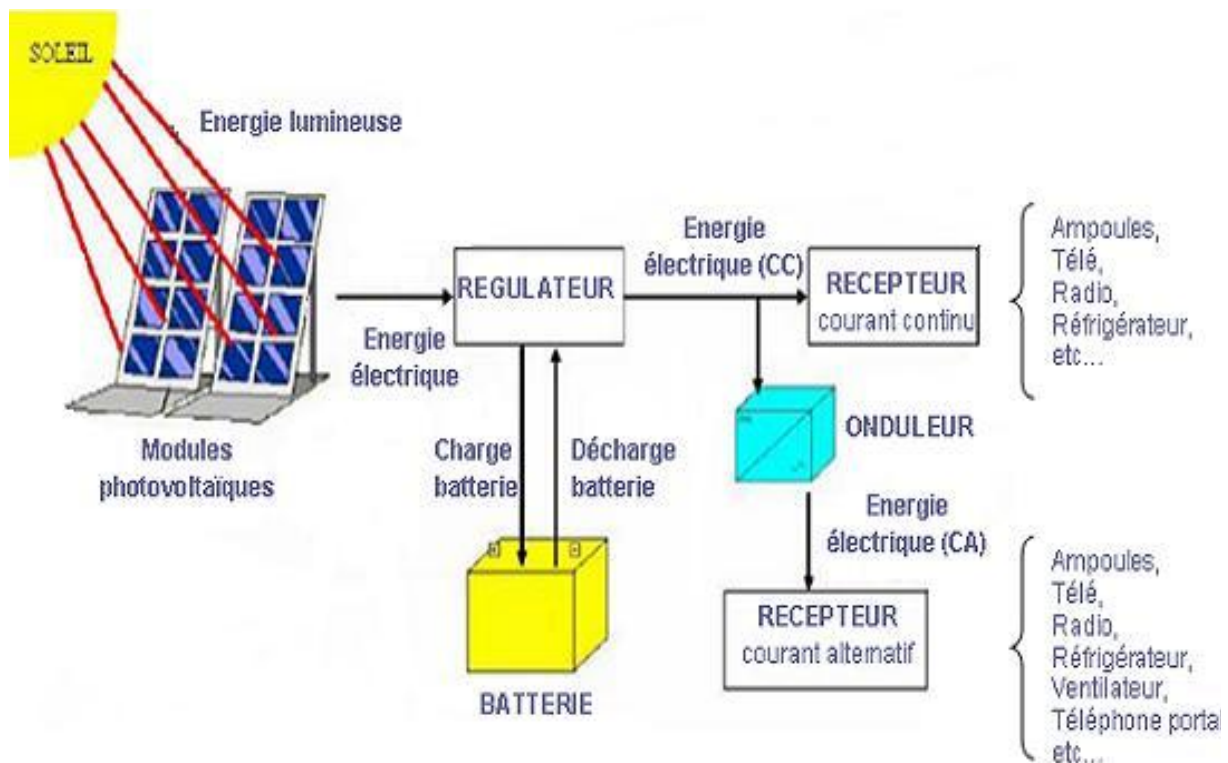 SOLEIL
Energie lumineuse
Modules
photovoltaïques
Energie
électrique
REGULATEUR
Energie
électrique (CC)
RECEPTEUR
courant continu
Ampoules,
Télé,
Radio,
Réfrigérateur,
etc...
Charge
batterie
Décharge
batterie
BATTERIE
ONDULEUR
Energie
électrique (CA)
RECEPTEUR
courant alternatif
Ampoules,
Télé,
Radio,
Réfrigérateur,
Ventilateur,
Téléphone portal
etc...